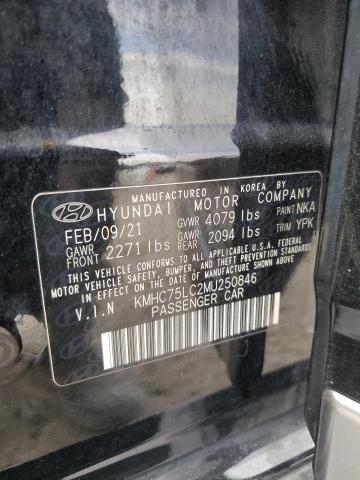 MANUFACTURED IN KOREA BY
HYUNDAI MOTOR COMPANY
FEB/09/21 GVWR 4079 lbs PAINT NKA
GAWR FRONT 2271 lbs GAWR REAR 2094 lbs TRIM YPK
THIS VEHICLE CONFORMS TO ALL APPLICABLE U.S.A. FEDERAL
MOTOR VEHICLE SAFETY, BUMPER, AND THEFT PREVENTION
STANDARDS IN EFFECT ON THE DATE OF MANUFACTURE
SHOWN ABOVE.
V.I.N KMHC75LC2MU250846
PASSENGER CAR